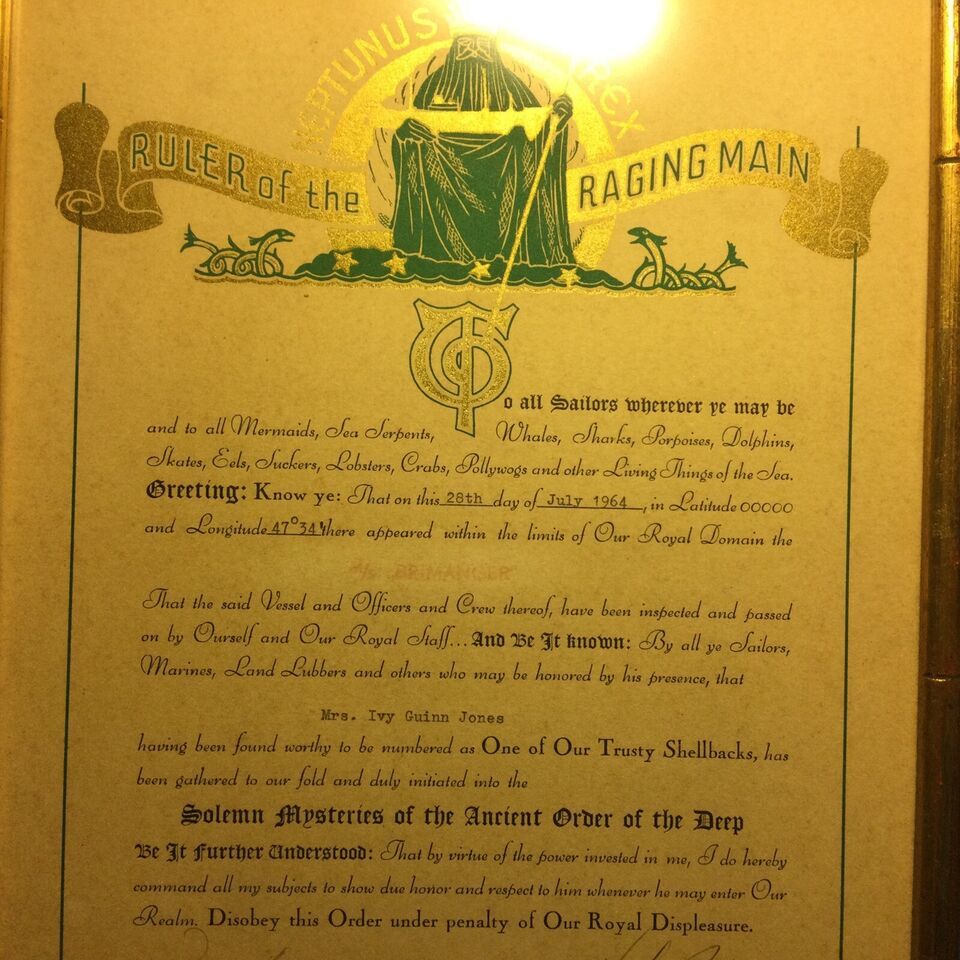 NEPTUNUS REX
RULER of the RAGING MAIN
To all Sailors wherever ye may be
and to all Mermaids, Sea Serpents, Whales, Sharks, Porpoises, Dolphins,
Skates, Eels, Suckers, Lobsters, Crabs, Pollywogs and other Living Things of the Sea.
Greeting: Know ye: That on this 28th day of July 1964, in Latitude 00000
and Longitude 47°34'W there appeared within the limits of Our Royal Domain the
M/S BRIMANGER
That the said Vessel and Officers and Crew thereof, have been inspected and passed
on by Ourself and Our Royal Staff... And Be It known: By all ye Sailors,
Marines, Land Lubbers and others who may be honored by his presence, that
Mrs. Ivy Guinn Jones
having been found worthy to be numbered as One of Our Trusty Shellbacks, has
been gathered to our fold and duly initiated into the
Solemn Mysteries of the Ancient Order of the Deep
Be It Further Understood: That by virtue of the power invested in me, I do hereby
command all my subjects to show due honor and respect to him whenever he may enter Our
Realm. Disobey this Order under penalty of Our Royal Displeasure.